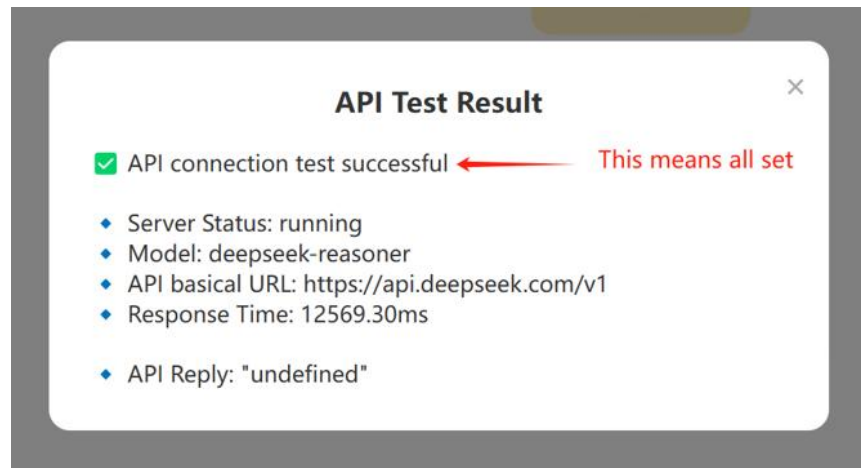 API Test Result
×
✅ API connection test successful
This means all set
🔹 Server Status: running
🔹 Model: deepseek-reasoner
🔹 API basical URL: https://api.deepseek.com/v1
🔹 Response Time: 12569.30ms
🔹 API Reply: "undefined"